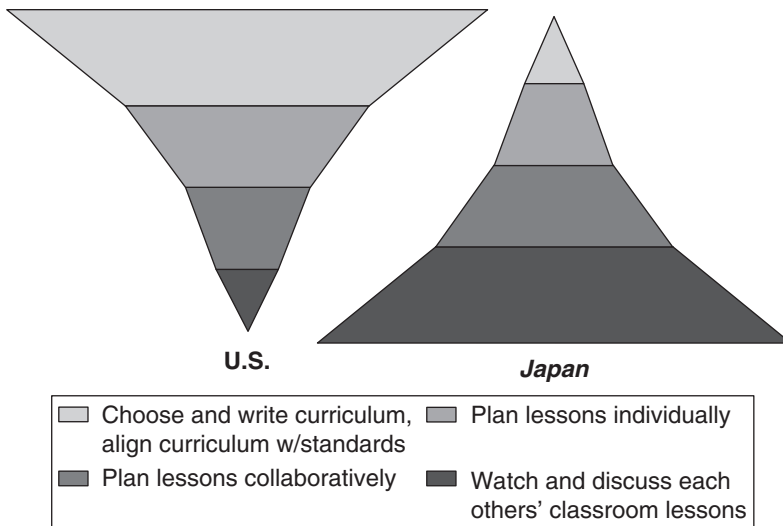 U.S.
Japan
Choose and write curriculum,
align curriculum w/standards
Plan lessons individually
Plan lessons collaboratively
Watch and discuss each
others’ classroom lessons